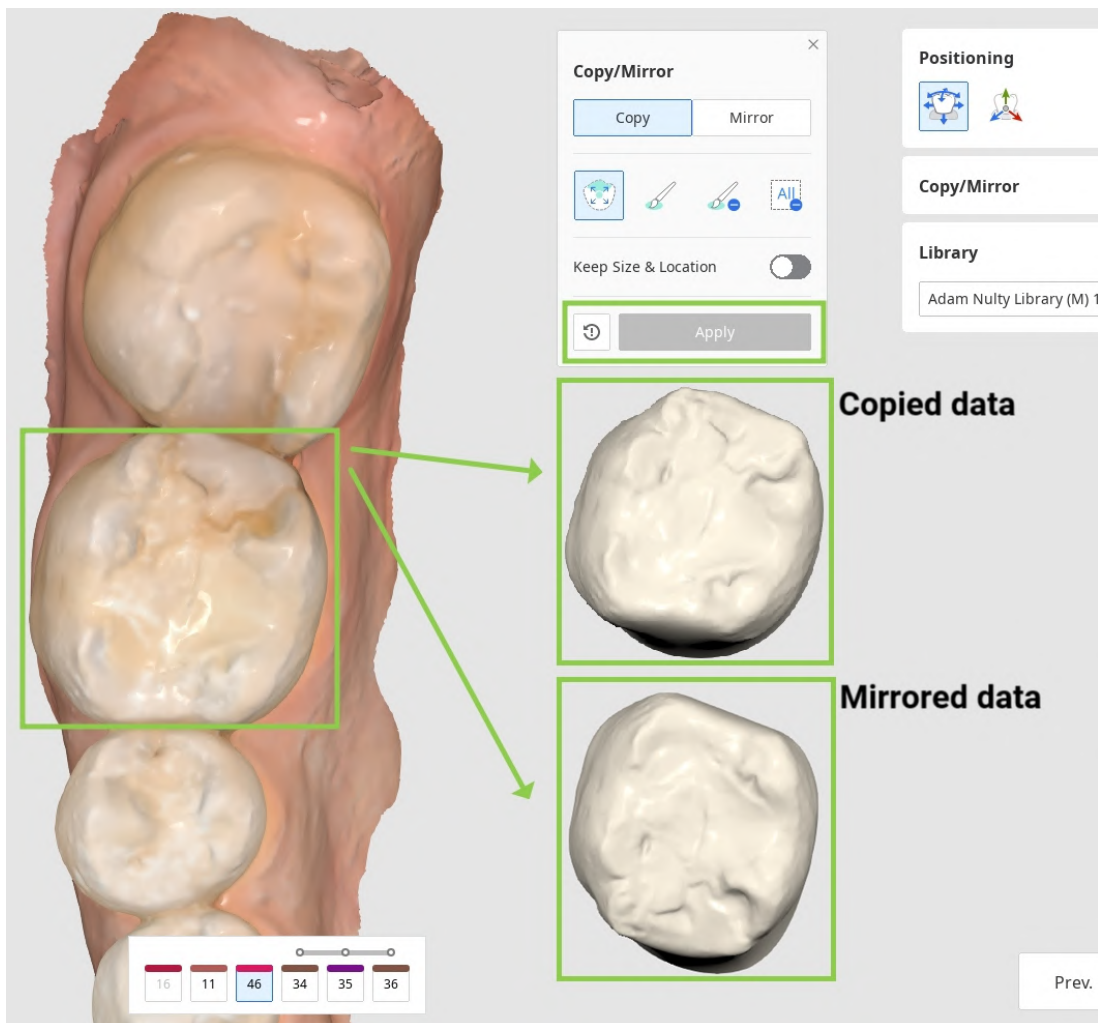 Positioning
Copy/Mirror
Copy
Mirror
Copy/Mirror
All
Keep Size & Location
Library
Adam Nulty Library (M) 1
Apply
Copied data
Mirrored data
16
11
46
34
35
36
Prev.